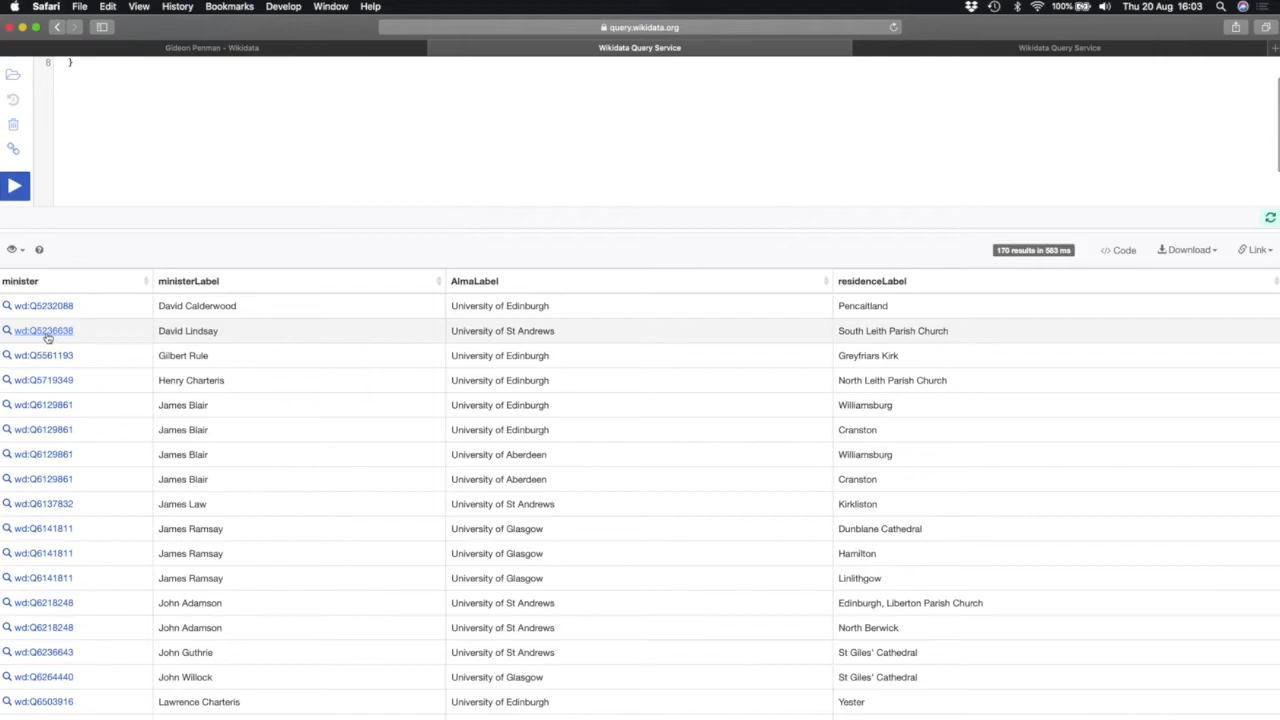 Safari File Edit View History Bookmarks Develop Window Help 100% Thu 20 Aug 16:03
query.wikidata.org
Gideon Penman - Wikidata Wikidata Query Service Wikidata Query Service
8 }
170 results in 583 ms </> Code Download Link
minister ministerLabel AlmaLabel residenceLabel
wd:Q5232088 David Calderwood University of Edinburgh Pencaitland
wd:Q5236638 David Lindsay University of St Andrews South Leith Parish Church
wd:Q5561193 Gilbert Rule University of Edinburgh Greyfriars Kirk
wd:Q5719349 Henry Charteris University of Edinburgh North Leith Parish Church
wd:Q6129861 James Blair University of Edinburgh Williamsburg
wd:Q6129861 James Blair University of Edinburgh Cranston
wd:Q6129861 James Blair University of Aberdeen Williamsburg
wd:Q6129861 James Blair University of Aberdeen Cranston
wd:Q6137832 James Law University of St Andrews Kirkliston
wd:Q6141811 James Ramsay University of Glasgow Dunblane Cathedral
wd:Q6141811 James Ramsay University of Glasgow Hamilton
wd:Q6141811 James Ramsay University of Glasgow Linlithgow
wd:Q6218248 John Adamson University of St Andrews Edinburgh, Liberton Parish Church
wd:Q6218248 John Adamson University of St Andrews North Berwick
wd:Q6236643 John Guthrie University of St Andrews St Giles' Cathedral
wd:Q6264440 John Willock University of Glasgow St Giles' Cathedral
wd:Q6503916 Lawrence Charteris University of Edinburgh Yester